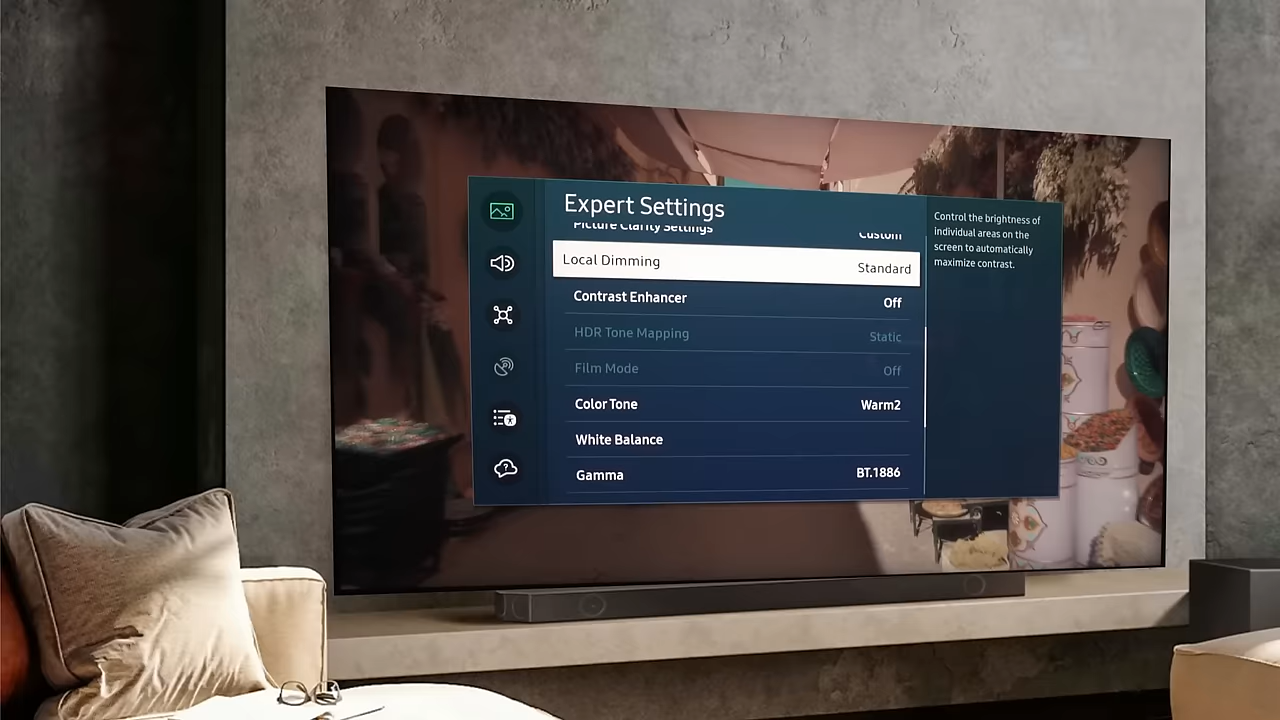 Expert Settings
Picture Clarity Settings Custom
Local Dimming Standard
Contrast Enhancer Off
HDR Tone Mapping Static
Film Mode Off
Color Tone Warm2
White Balance
Gamma BT.1886
Control the brightness of
individual areas on the
screen to automatically
maximize contrast.